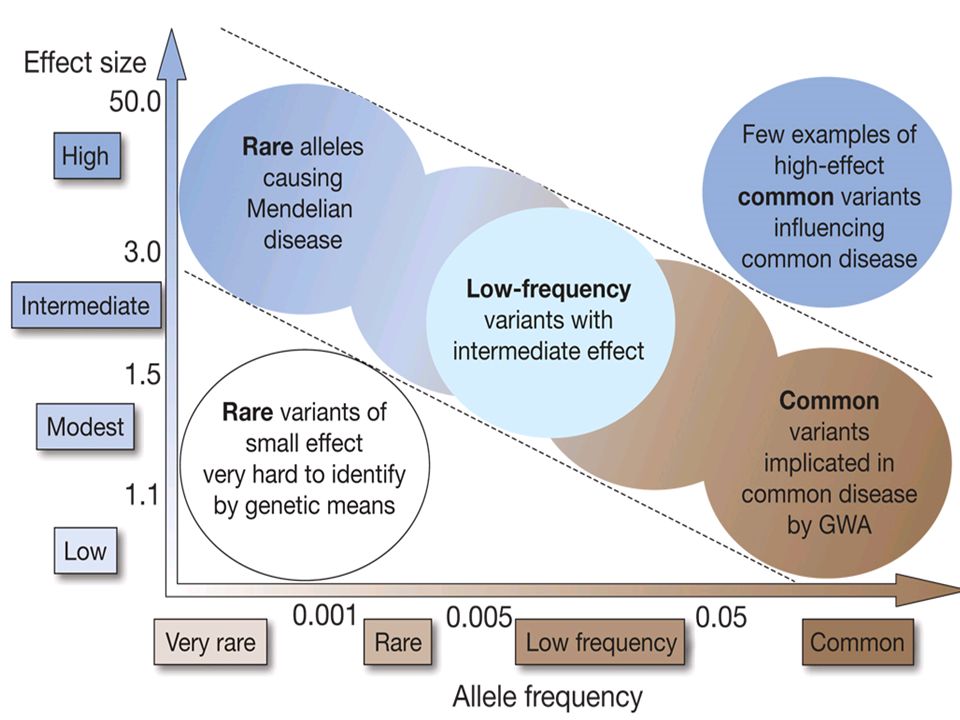 Effect size
50.0
High
3.0
Intermediate
1.5
Modest
1.1
Low
Rare alleles
causing
Mendelian
disease
Few examples of
high-effect
common variants
influencing
common disease
Low-frequency
variants with
intermediate effect
Rare variants of
small effect
very hard to identify
by genetic means
Common
variants
implicated in
common disease
by GWA
0.001
0.005
0.05
Very rare
Rare
Low frequency
Common
Allele frequency